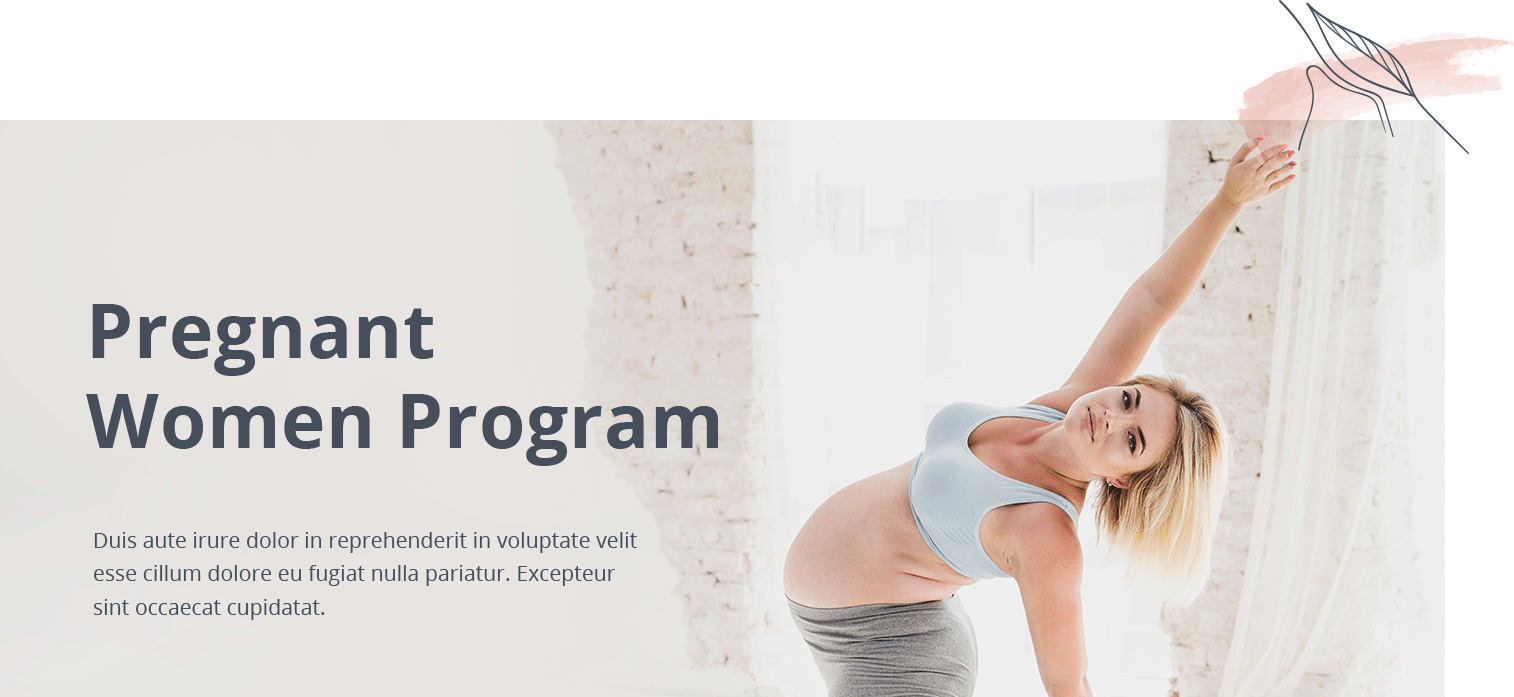 Pregnant
Women Program
Duis aute irure dolor in reprehenderit in voluptate velit
esse cillum dolore eu fugiat nulla pariatur. Excepteur
sint occaecat cupidatat.